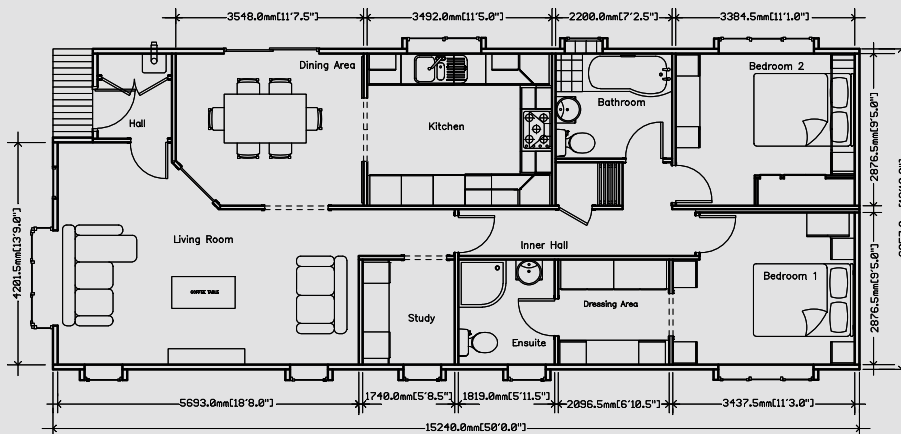 3548.0mm[11'7.5"]
3492.0mm[11'5.0"]
2200.0mm[7'2.5"]
3384.5mm[11'1.0"]
Dining Area
Bedroom 2
Hall
Kitchen
Bathroom
2876.5mm[9'5.0"]
4201.5mm[13'9.0"]
Living Room
Inner Hall
COFFEE TABLE
Study
Ensuite
Dressing Area
Bedroom 1
2876.5mm[9'5.0"]
5693.0mm[18'8.0"]
1740.0mm[5'8.5"]
1819.0mm[5'11.5"]
2096.5mm[6'10.5"]
3437.5mm[11'3.0"]
15240.0mm[50'0.0"]